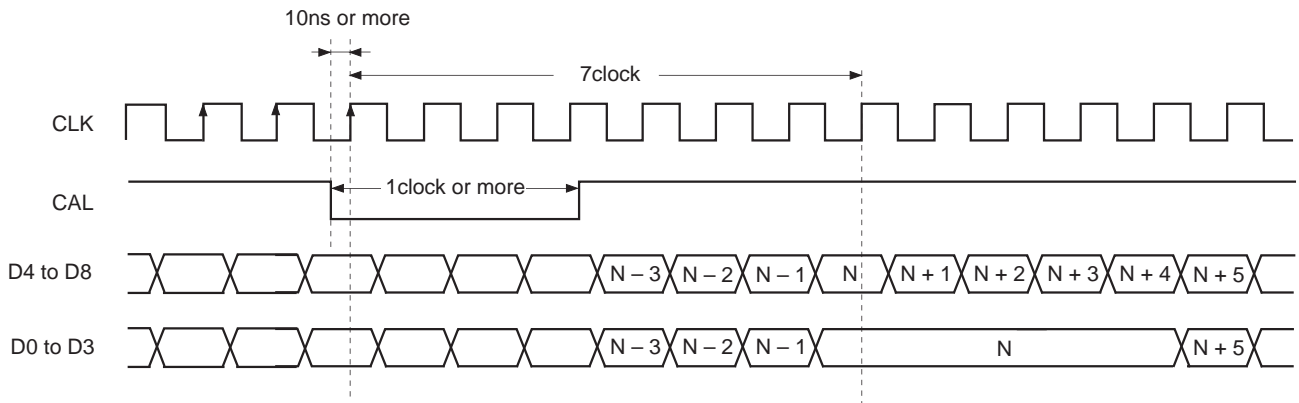 10ns or more
7clock
CLK
1clock or more
CAL
D4 to D8 N – 3 N – 2 N – 1 N N + 1 N + 2 N + 3 N + 4 N + 5
D0 to D3 N – 3 N – 2 N – 1 N N + 5